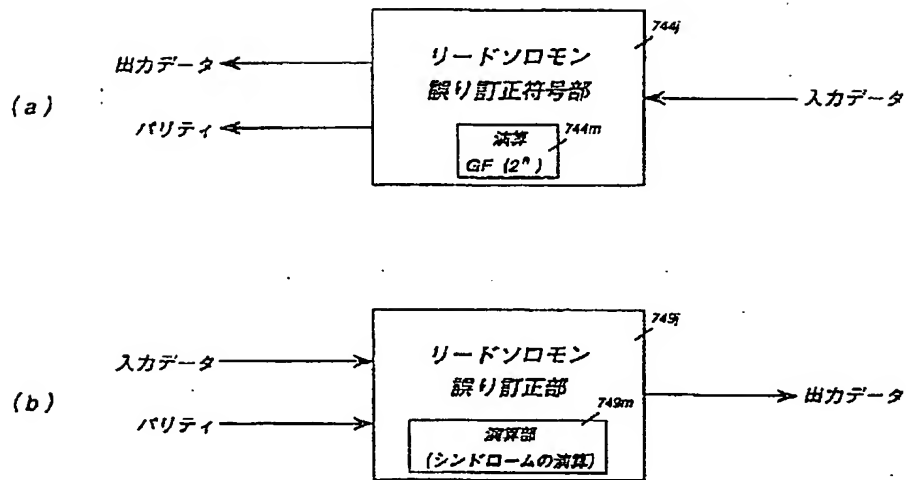 (a)
出力データ
パリティ
リードソロモン
誤り訂正符号部
744j
演算
GF (2ⁿ)
744m
入力データ
(b)
入力データ
パリティ
リードソロモン
誤り訂正部
749j
演算部
(シンドロームの演算)
749m
出力データ